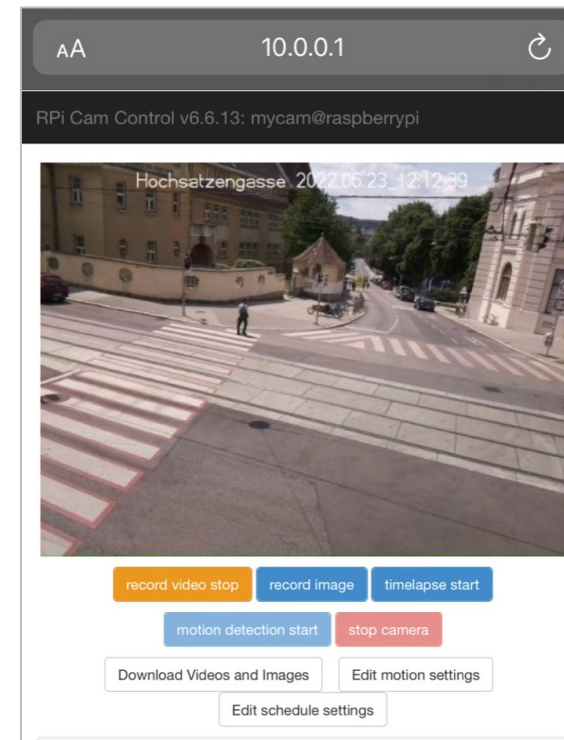 AA 10.0.0.1
RPi Cam Control v6.6.13: mycam@raspberrypi
Hochsatzengasse 2022.06.23_12:12:39
record video stop record image timelapse start
motion detection start stop camera
Download Videos and Images Edit motion settings
Edit schedule settings